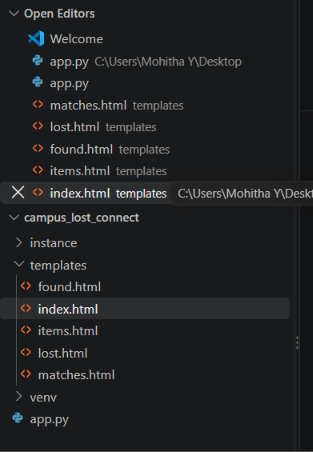 Open Editors
Welcome
app.py C:\Users\Mohitha Y\Desktop
app.py
matches.html templates
lost.html templates
found.html templates
items.html templates
index.html templates C:\Users\Mohitha Y\Deskt
campus_lost_connect
instance
templates
found.html
index.html
items.html
lost.html
matches.html
venv
app.py